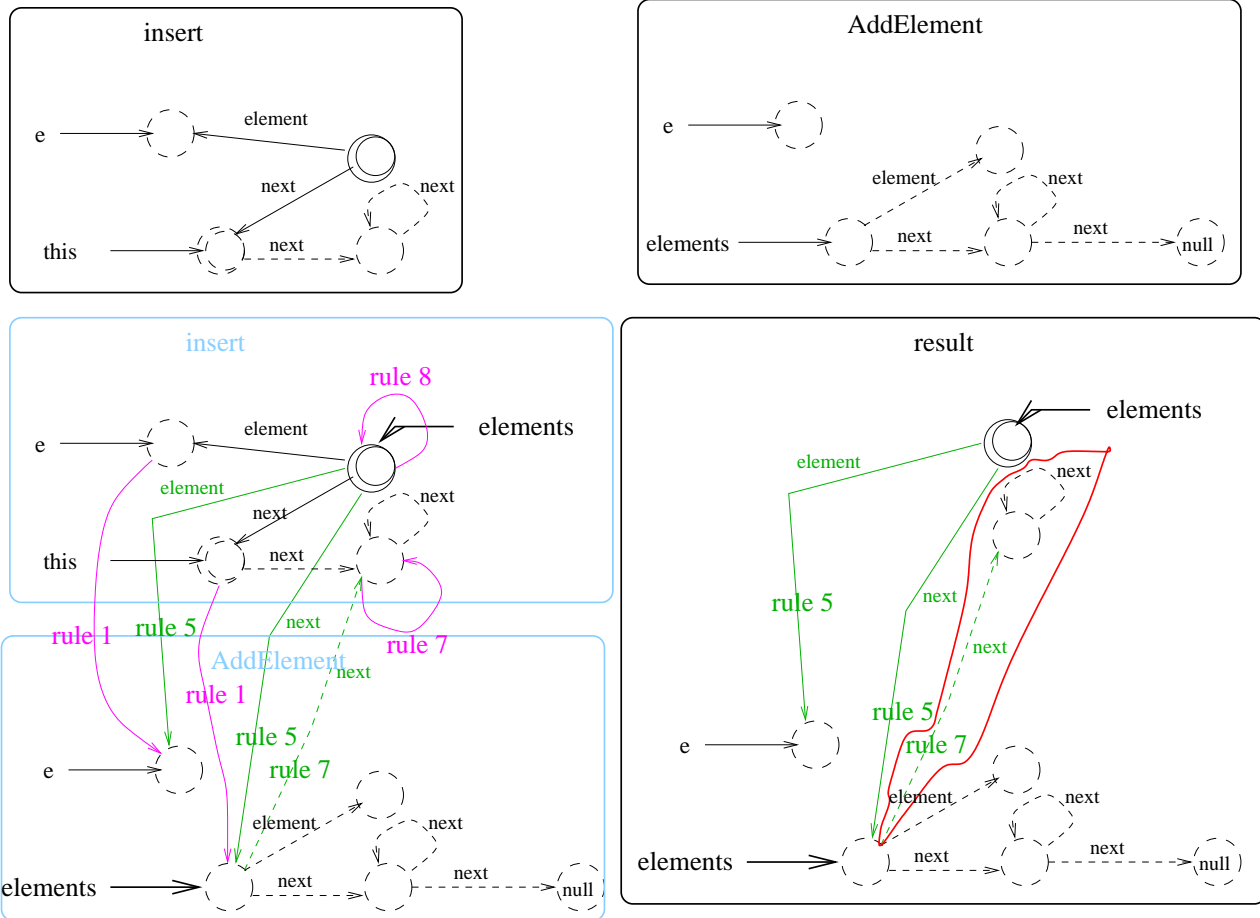 insert
e
element
next
next
this
next
AddElement
e
element
next
elements
next
next
null
insert
rule 8
e
element
elements
element
next
next
this
next
rule 1
rule 5
next
rule 7
AddElement
next
rule 1
rule 5
rule 7
e
element
next
elements
next
next
null
result
elements
element
next
next
rule 5
next
rule 5
rule 7
e
element
next
elements
next
next
null